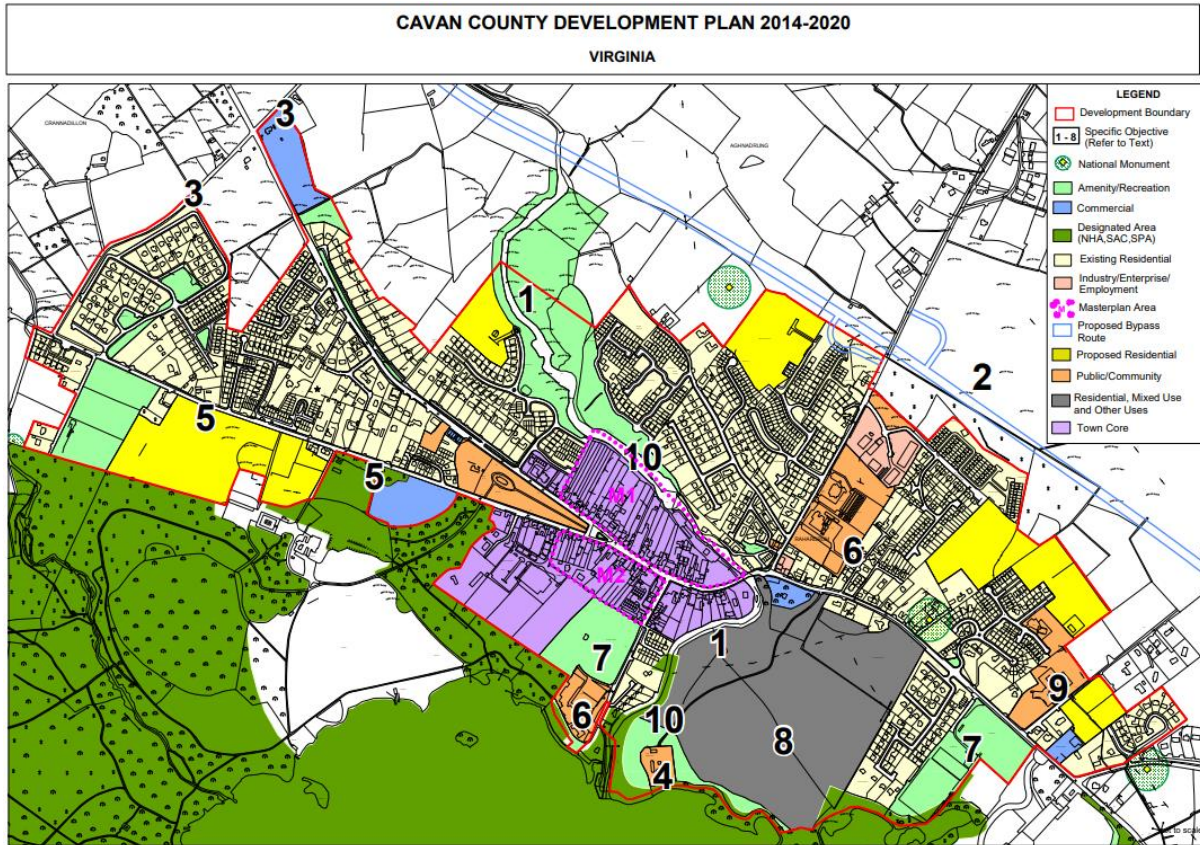 CAVAN COUNTY DEVELOPMENT PLAN 2014-2020
VIRGINIA
LEGEND
Development Boundary
1 - 8 Specific Objective
(Refer to Text)
National Monument
Amenity/Recreation
Commercial
Designated Area
(NHA,SAC,SPA)
Existing Residential
Industry/Enterprise/
Employment
M Masterplan Area
Proposed Bypass
Route
Proposed Residential
Public/Community
Residential, Mixed Use
and Other Uses
Town Core
3
CRANNADILLON
AGHNADRUNG
3
1
2
5
10
5
M1
6
M2
1
7
9
6
10
8
7
4
to scale